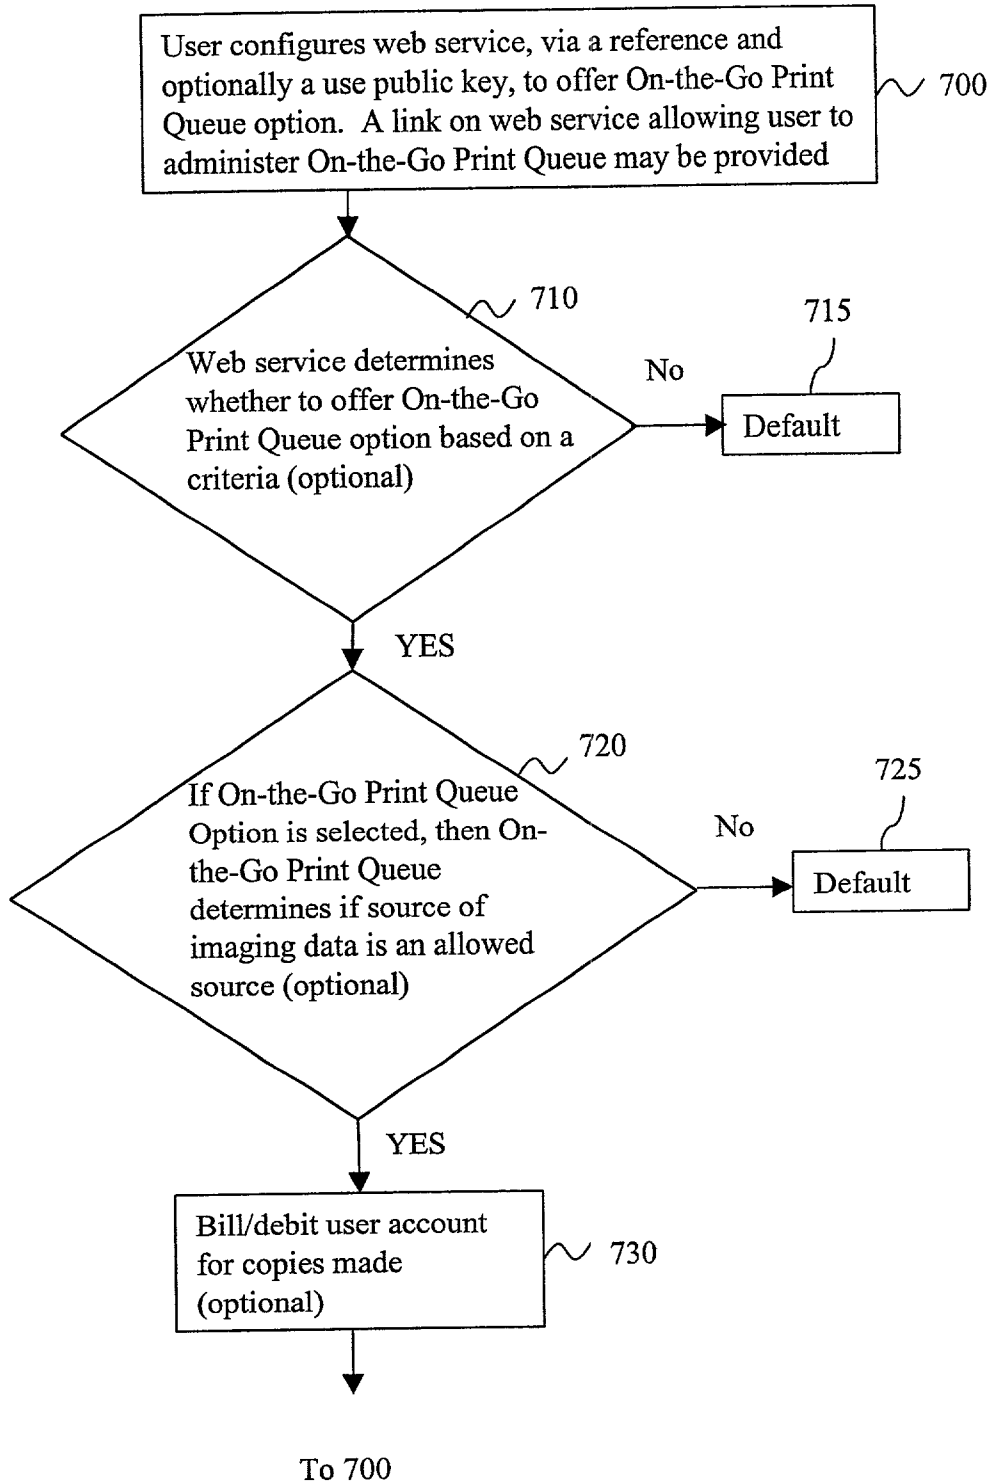 User configures web service, via a reference and
optionally a use public key, to offer On-the-Go Print
Queue option. A link on web service allowing user to
administer On-the-Go Print Queue may be provided
700
710
715
Web service determines
whether to offer On-the-Go
Print Queue option based on a
criteria (optional)
No
Default
YES
720
725
If On-the-Go Print Queue
Option is selected, then On-
the-Go Print Queue
determines if source of
imaging data is an allowed
source (optional)
No
Default
YES
Bill/debit user account
for copies made
(optional)
730
To 700